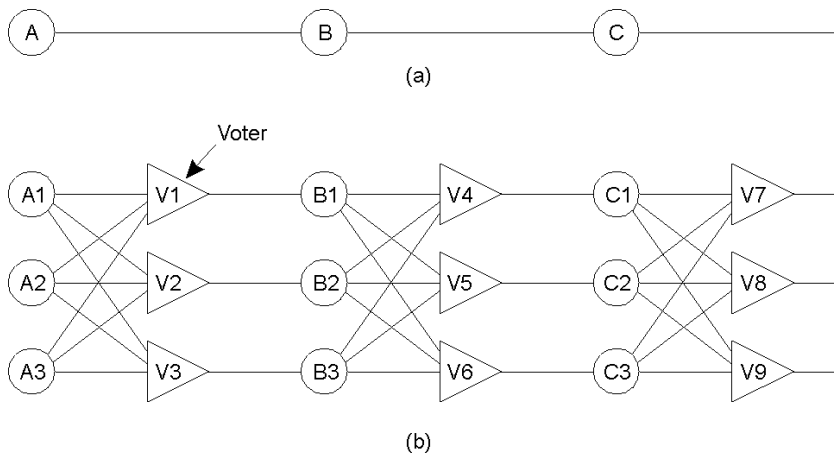 A B C
(a)
Voter
A1 V1 B1 V4 C1 V7
A2 V2 B2 V5 C2 V8
A3 V3 B3 V6 C3 V9
(b)